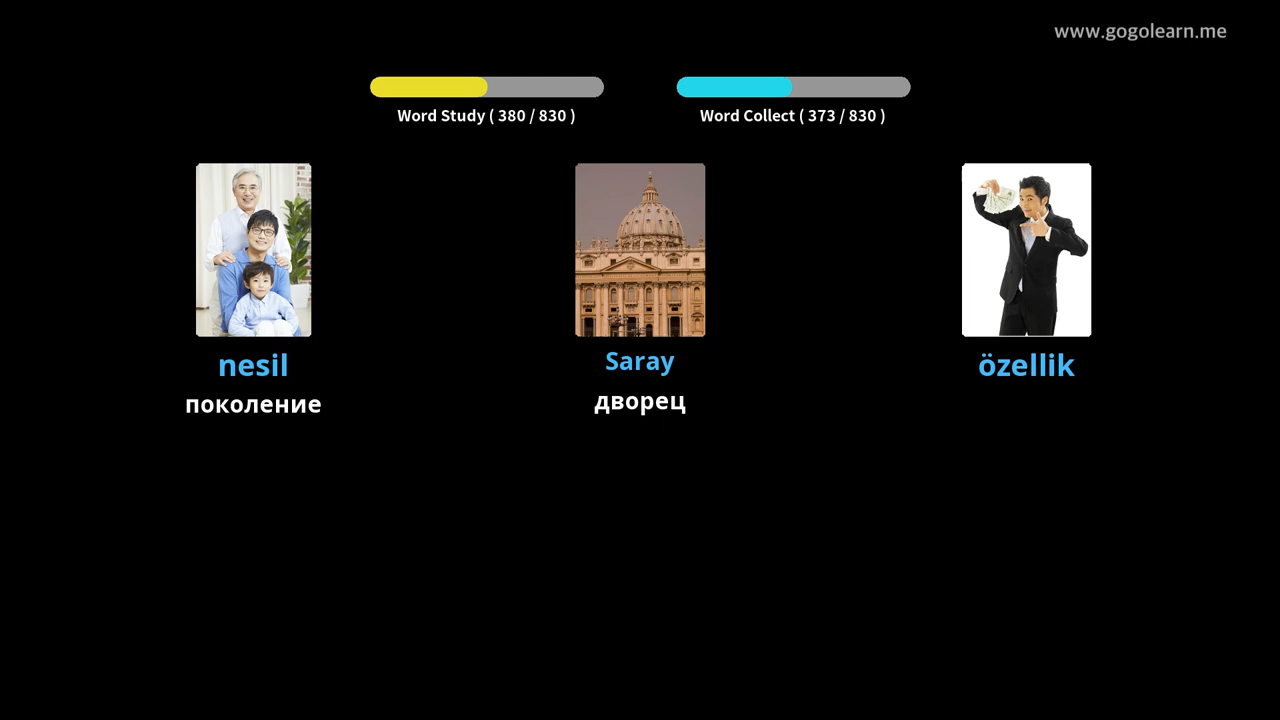 www.gogolearn.me
Word Study ( 380 / 830 )
Word Collect ( 373 / 830 )
nesil
поколение
Saray
дворец
özellik